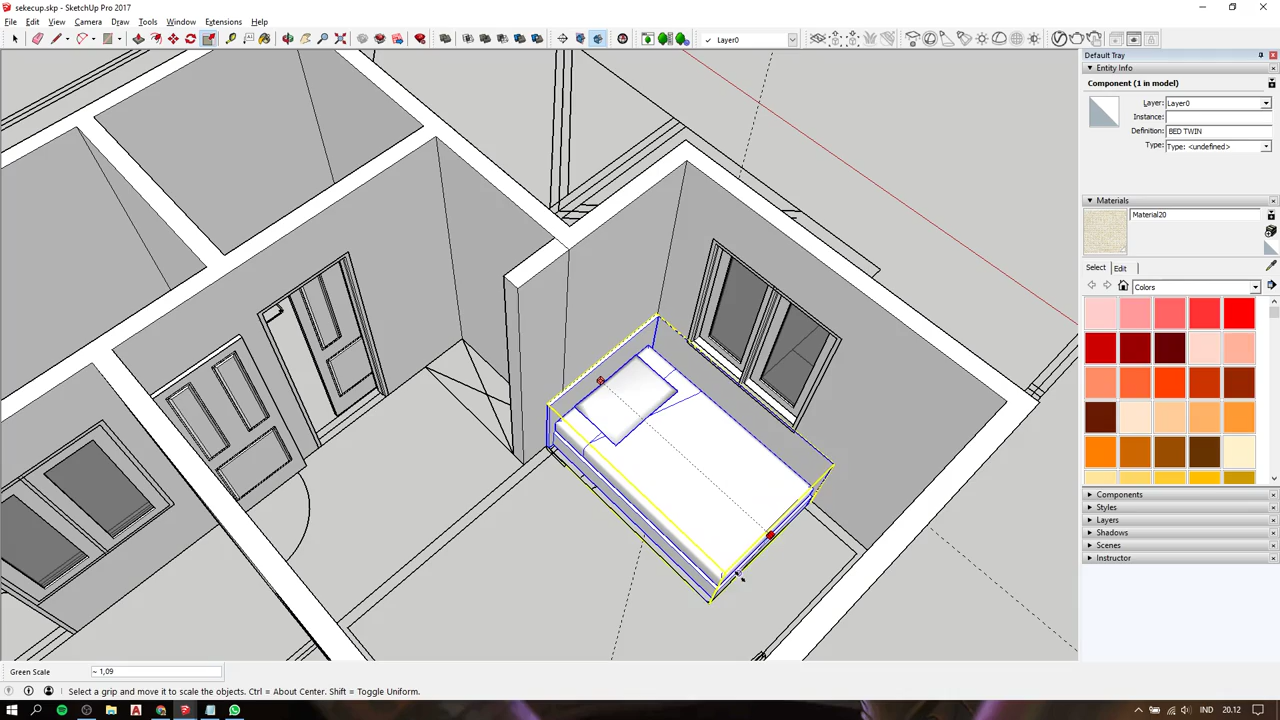 sekecup.skp - SketchUp Pro 2017
File Edit View Camera Draw Tools Window Extensions Help
Layer0
Default Tray
Entity Info
Component (1 in model)
Layer: Layer0
Instance:
Definition: BED TWIN
Type: Type: <undefined>
Materials
Material20
Select Edit
Colors
Components
Styles
Layers
Shadows
Scenes
Instructor
Green Scale ~ 1,09
Select a grip and move it to scale the objects. Ctrl = About Center. Shift = Toggle Uniform.
IND 20.12